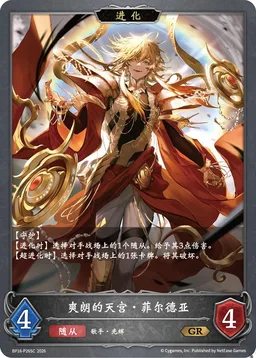 进化
【守护】
【进化时】选择对手战场上的1个随从。给予其3点伤害。
【超进化时】选择对手战场上的1张卡牌。将其破坏。
爽朗的天宫·菲尔德亚
4
随从
歌手·光辉
GR
4
© Cygames, Inc. Published by NetEase Games